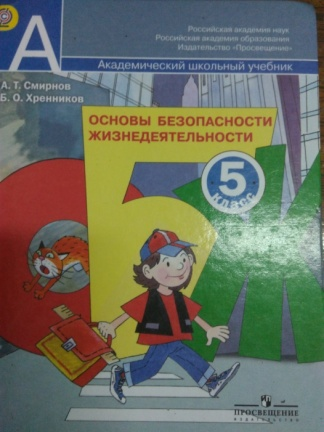 Российская академия наук
Российская академия образования
Издательство «Просвещение»
А
Академический школьный учебник
А. Т. Смирнов
Б. О. Хренников
ОСНОВЫ БЕЗОПАСНОСТИ
ЖИЗНЕДЕЯТЕЛЬНОСТИ
5
класс
ОБЖ
ПРОСВЕЩЕНИЕ